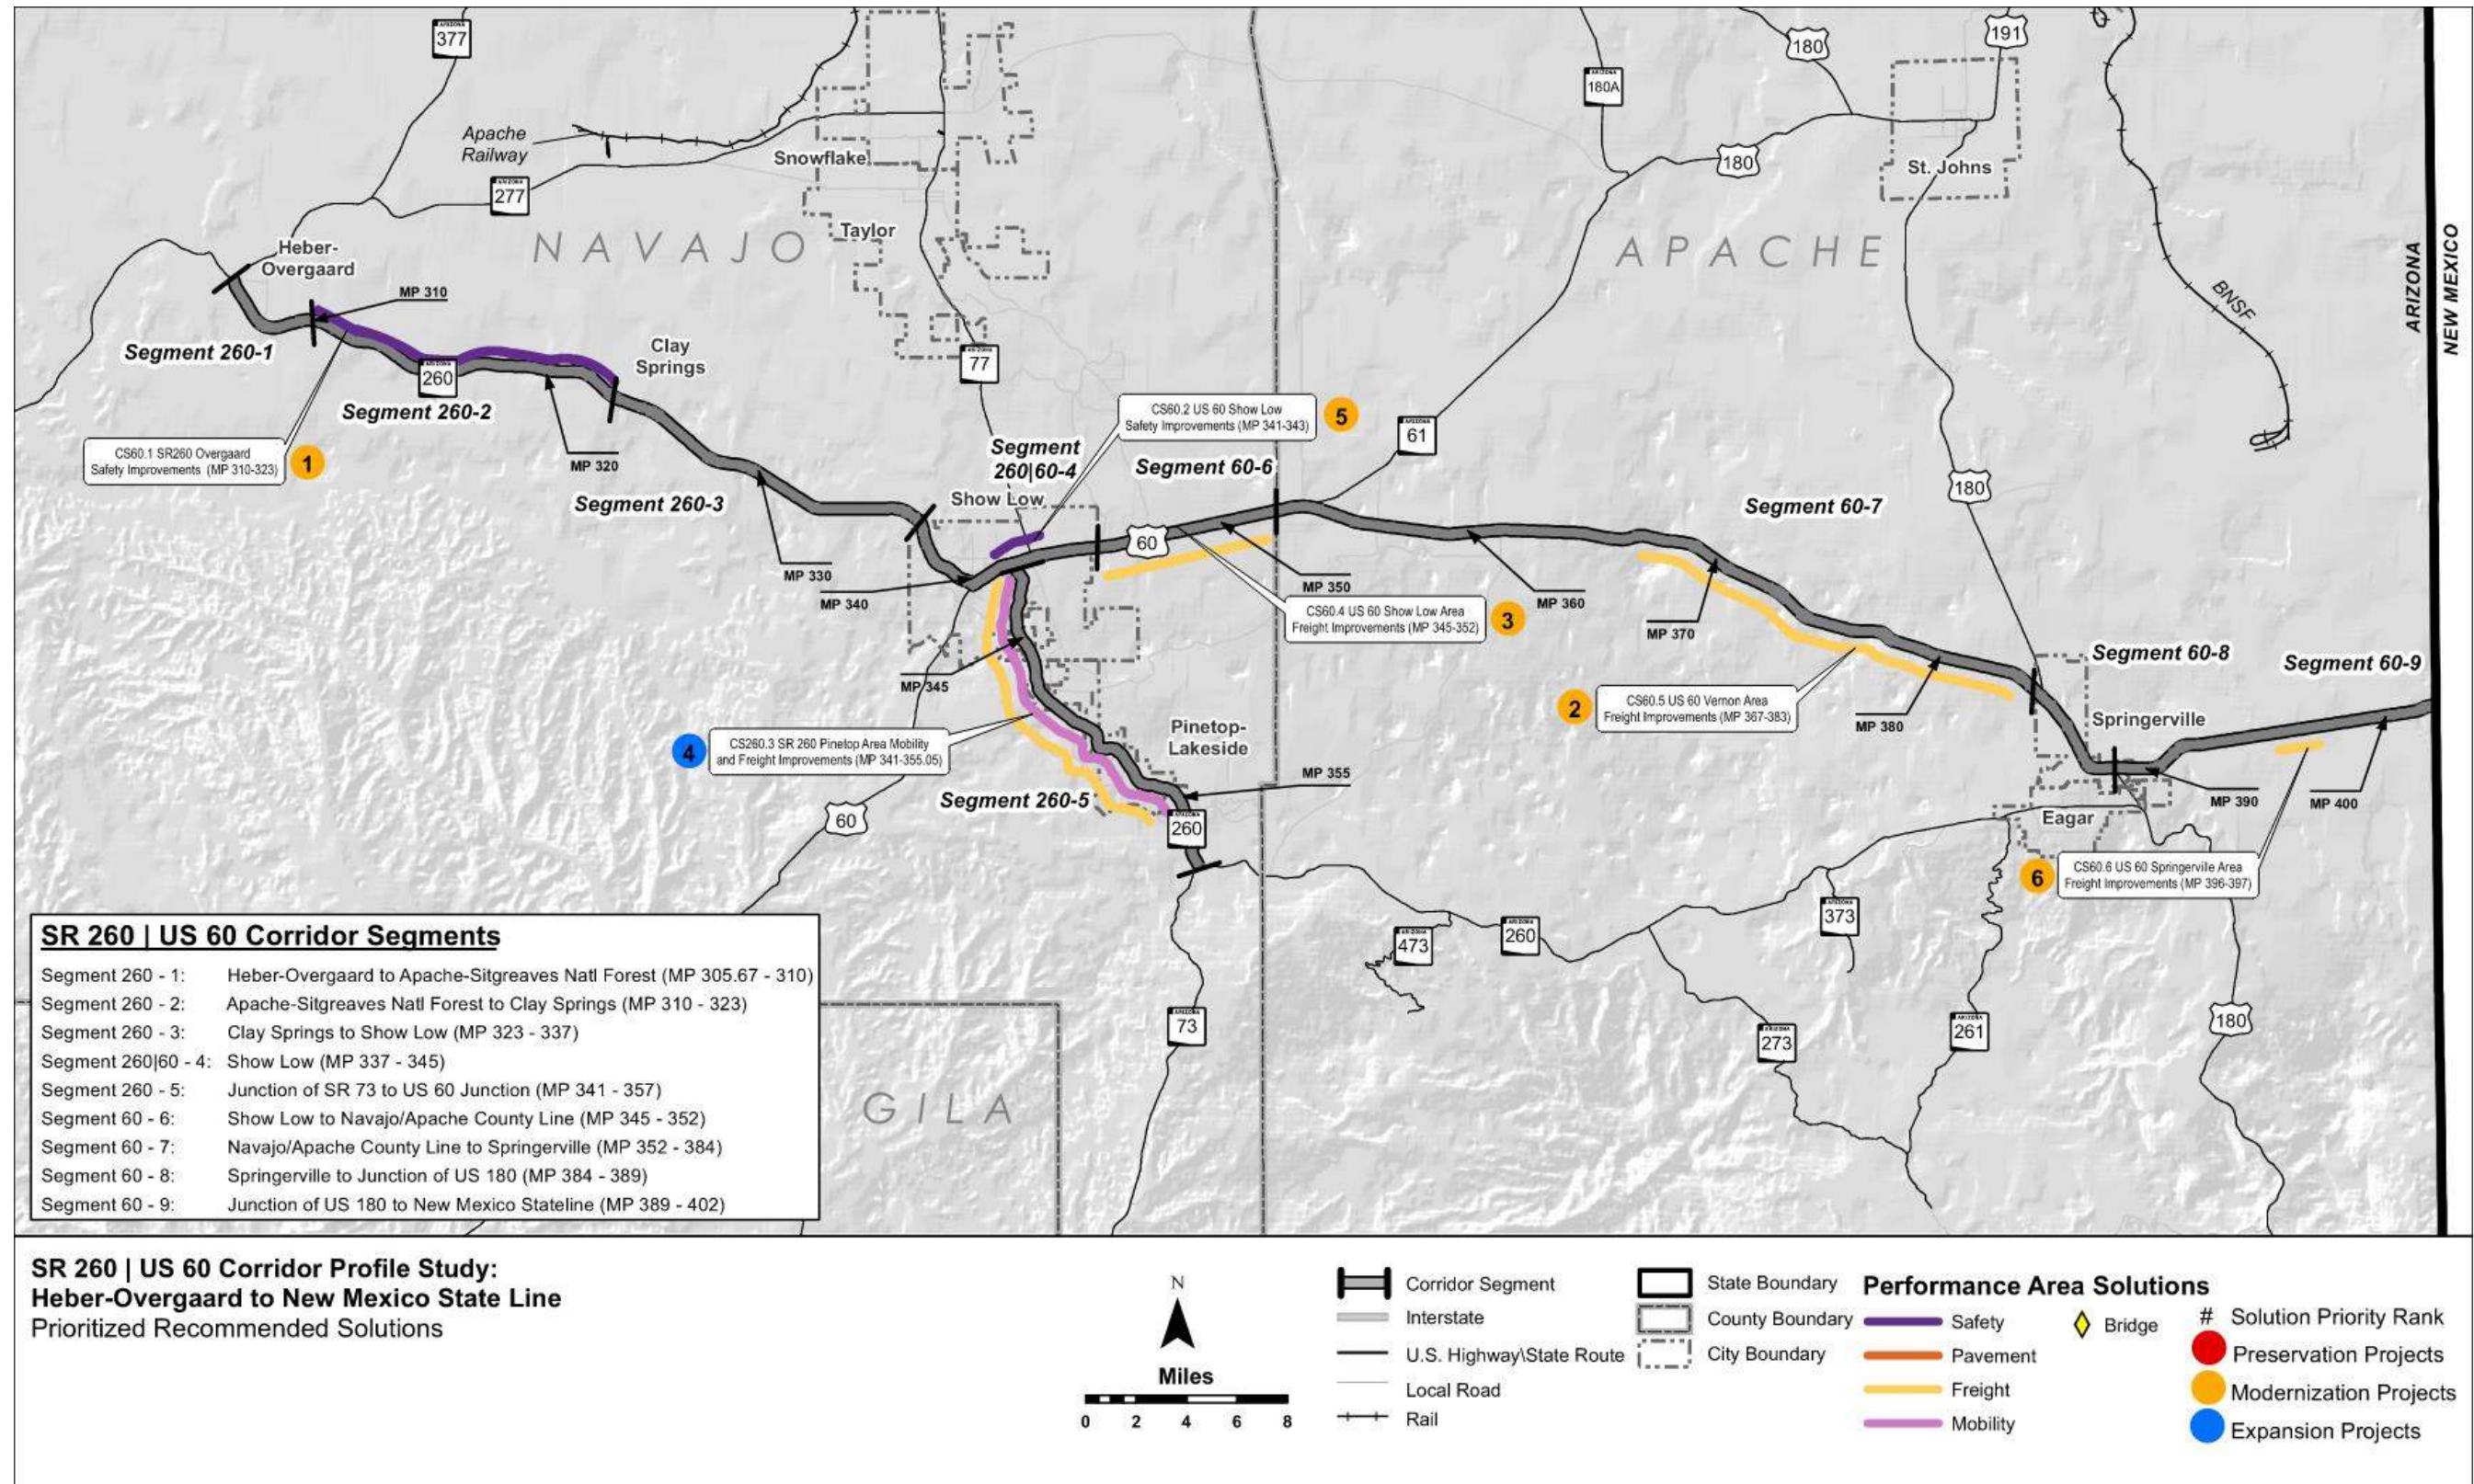 ARIZONA
377
Apache
Railway
ARIZONA
277
Snowflake
Taylor
NAVAJO
ARIZONA
180A
180
191
180
St. Johns
APACHE
BNSF
ARIZONA
NEW MEXICO
Heber-
Overgaard
MP 310
Segment 260-1
ARIZONA
260
Segment 260-2
Clay
Springs
CS60.1 SR260 Overgaard
Safety Improvements (MP 310-323)
1
MP 320
Segment 260-3
MP 330
MP 340
ARIZONA
77
CS60.2 US 60 Show Low
Safety Improvements (MP 341-343)
5
Segment
260|60-4
Show Low
Segment 60-6
ARIZONA
61
60
MP 350
CS60.4 US 60 Show Low Area
Freight Improvements (MP 345-352)
3
MP 360
Segment 60-7
180
MP 370
2
CS60.5 US 60 Vernon Area
Freight Improvements (MP 367-383)
MP 380
Segment 60-8
Segment 60-9
Springerville
MP 390
MP 400
Eagar
6
CS60.6 US 60 Springerville Area
Freight Improvements (MP 396-397)
MP 345
4
CS260.3 SR 260 Pinetop Area Mobility
and Freight Improvements (MP 341-355.05)
Pinetop-
Lakeside
MP 355
Segment 260-5
ARIZONA
260
60
ARIZONA
473
ARIZONA
260
ARIZONA
373
ARIZONA
73
ARIZONA
273
ARIZONA
261
180
GILA
SR 260 | US 60 Corridor Segments
Segment 260 - 1: Heber-Overgaard to Apache-Sitgreaves Natl Forest (MP 305.67 - 310)
Segment 260 - 2: Apache-Sitgreaves Natl Forest to Clay Springs (MP 310 - 323)
Segment 260 - 3: Clay Springs to Show Low (MP 323 - 337)
Segment 260|60 - 4: Show Low (MP 337 - 345)
Segment 260 - 5: Junction of SR 73 to US 60 Junction (MP 341 - 357)
Segment 60 - 6: Show Low to Navajo/Apache County Line (MP 345 - 352)
Segment 60 - 7: Navajo/Apache County Line to Springerville (MP 352 - 384)
Segment 60 - 8: Springerville to Junction of US 180 (MP 384 - 389)
Segment 60 - 9: Junction of US 180 to New Mexico Stateline (MP 389 - 402)
SR 260 | US 60 Corridor Profile Study:
Heber-Overgaard to New Mexico State Line
Prioritized Recommended Solutions
N
Miles
0 2 4 6 8
Corridor Segment
Interstate
U.S. Highway\State Route
Local Road
Rail
State Boundary
County Boundary
City Boundary
Performance Area Solutions
Safety
Pavement
Freight
Mobility
Bridge
# Solution Priority Rank
Preservation Projects
Modernization Projects
Expansion Projects